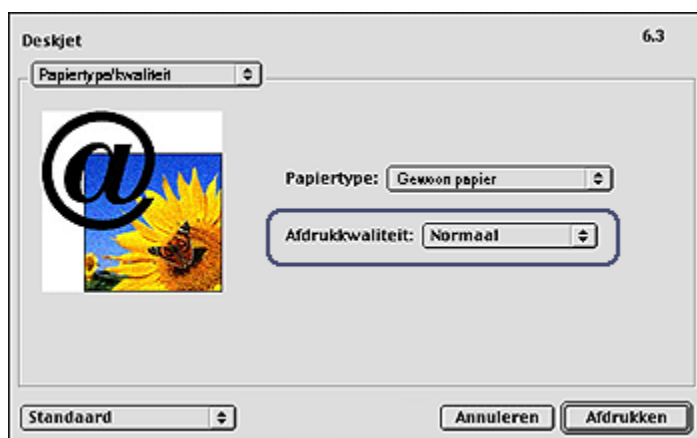 Deskjet 6.3
Papiertype/kwaliteit
@
Papiertype: Gewoon papier
Afdrukkwaliteit: Normaal
Standaard Annuleren Afdrukken